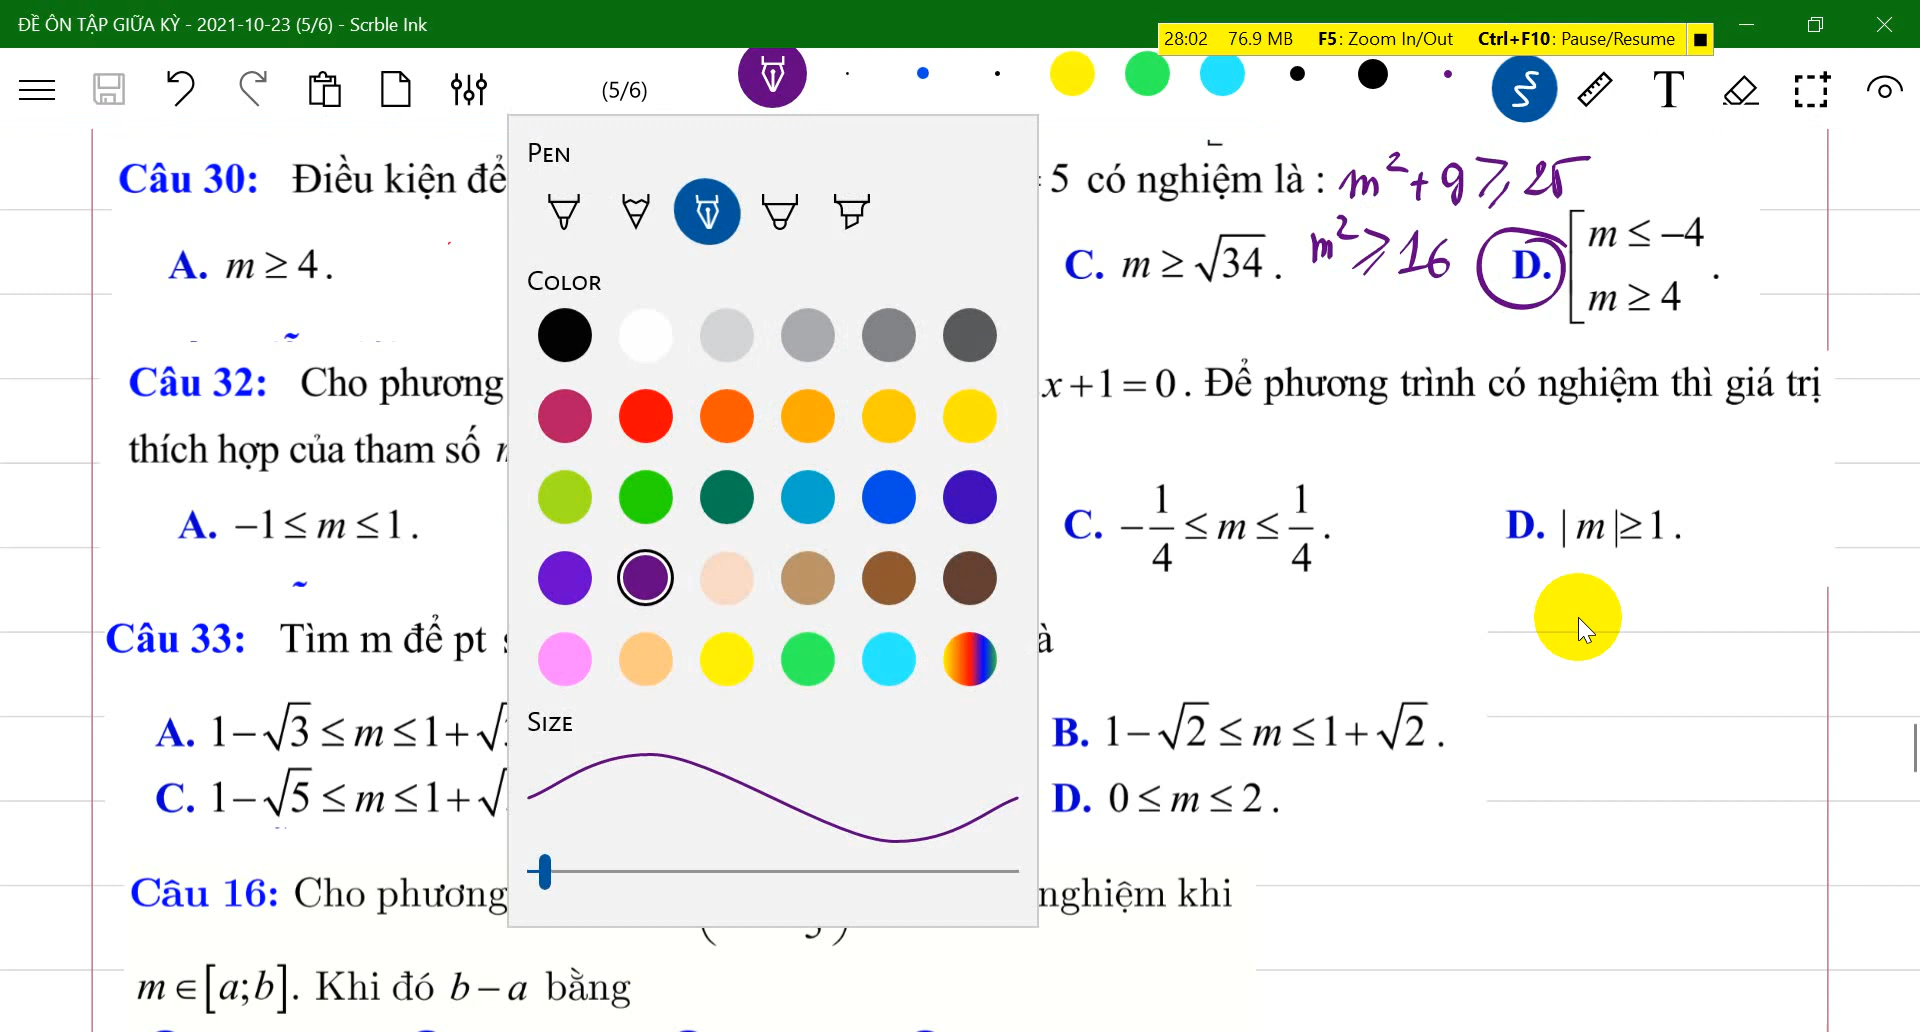 ĐỀ ÔN TẬP GIỮA KỲ - 2021-10-23 (5/6) - Scrble Ink
28:02 76.9 MB F5: Zoom In/Out Ctrl+F10: Pause/Resume
(5/6)
T
PEN
COLOR
SIZE
Câu 30: Điều kiện để 5 có nghiệm là : m² + 9 ⩾ 25
A. m ≥ 4. C. m ≥ √34. m² ⩾ 16 D. [ m ≤ −4
m ≥ 4 .
Câu 32: Cho phương x + 1 = 0. Để phương trình có nghiệm thì giá trị
thích hợp của tham số
A. −1 ≤ m ≤ 1. C. −1/4 ≤ m ≤ 1/4. D. | m |≥ 1.
Câu 33: Tìm m để pt
A. 1−√3 ≤ m ≤ 1+√ B. 1−√2 ≤ m ≤ 1+√2.
C. 1−√5 ≤ m ≤ 1+√ D. 0 ≤ m ≤ 2.
Câu 16: Cho phương nghiệm khi
m ∈ [a;b]. Khi đó b − a bằng